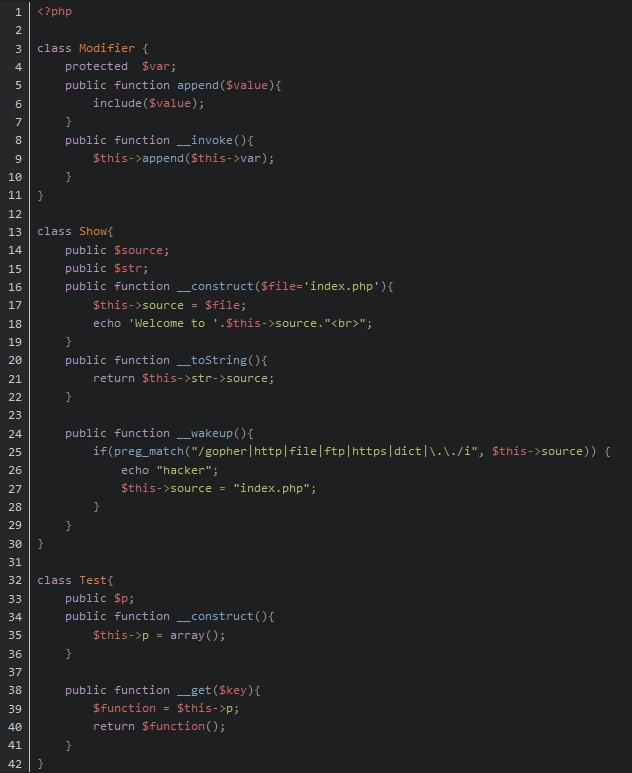 1 <?php
2
3 class Modifier {
4     protected  $var;
5     public function append($value){
6         include($value);
7     }
8     public function __invoke(){
9         $this->append($this->var);
10     }
11 }
12
13 class Show{
14     public $source;
15     public $str;
16     public function __construct($file='index.php'){
17         $this->source = $file;
18         echo 'Welcome to '.$this->source."<br>";
19     }
20     public function __toString(){
21         return $this->str->source;
22     }
23
24     public function __wakeup(){
25         if(preg_match("/gopher|http|file|ftp|https|dict|\.\./i", $this->source)) {
26             echo "hacker";
27             $this->source = "index.php";
28         }
29     }
30 }
31
32 class Test{
33     public $p;
34     public function __construct(){
35         $this->p = array();
36     }
37
38     public function __get($key){
39         $function = $this->p;
40         return $function();
41     }
42 }